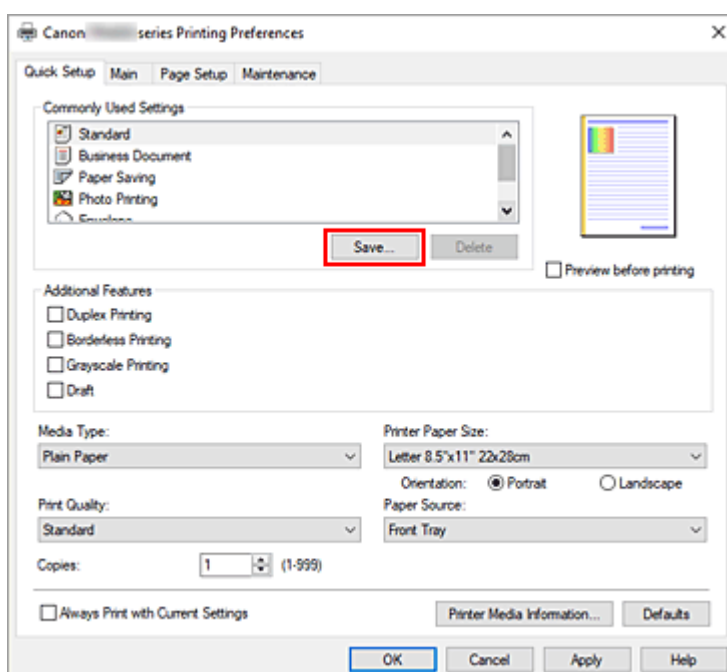 Canon series Printing Preferences
Quick Setup Main Page Setup Maintenance
Commonly Used Settings
Standard
Business Document
Paper Saving
Photo Printing
Envelope
Save... Delete
Preview before printing
Additional Features
Duplex Printing
Borderless Printing
Grayscale Printing
Draft
Media Type: Printer Paper Size:
Plain Paper Letter 8.5"x11" 22x28cm
Orientation: Portrait Landscape
Print Quality: Paper Source:
Standard Front Tray
Copies: 1 (1-999)
Always Print with Current Settings Printer Media Information... Defaults
OK Cancel Apply Help